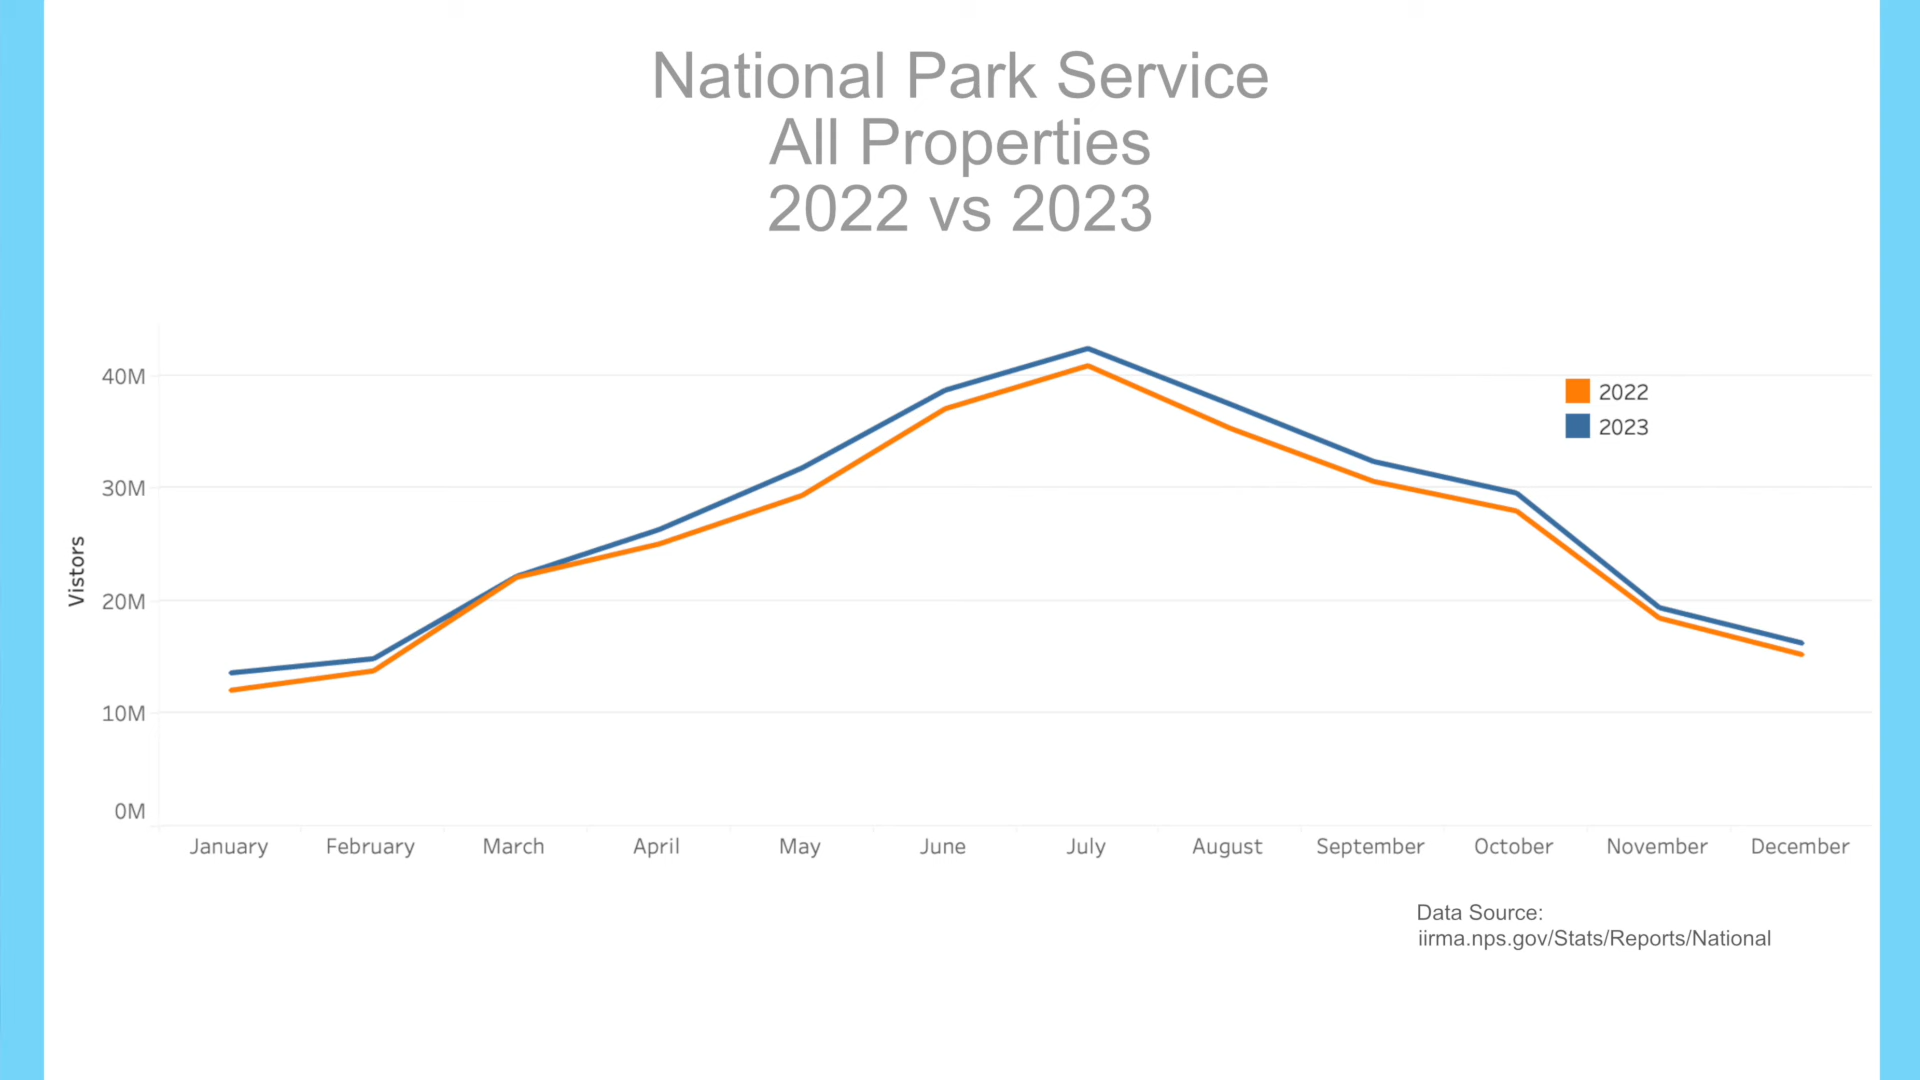 National Park Service
All Properties
2022 vs 2023
40M
30M
20M
10M
0M
Vistors
2022
2023
January February March April May June July August September October November December
Data Source:
iirma.nps.gov/Stats/Reports/National